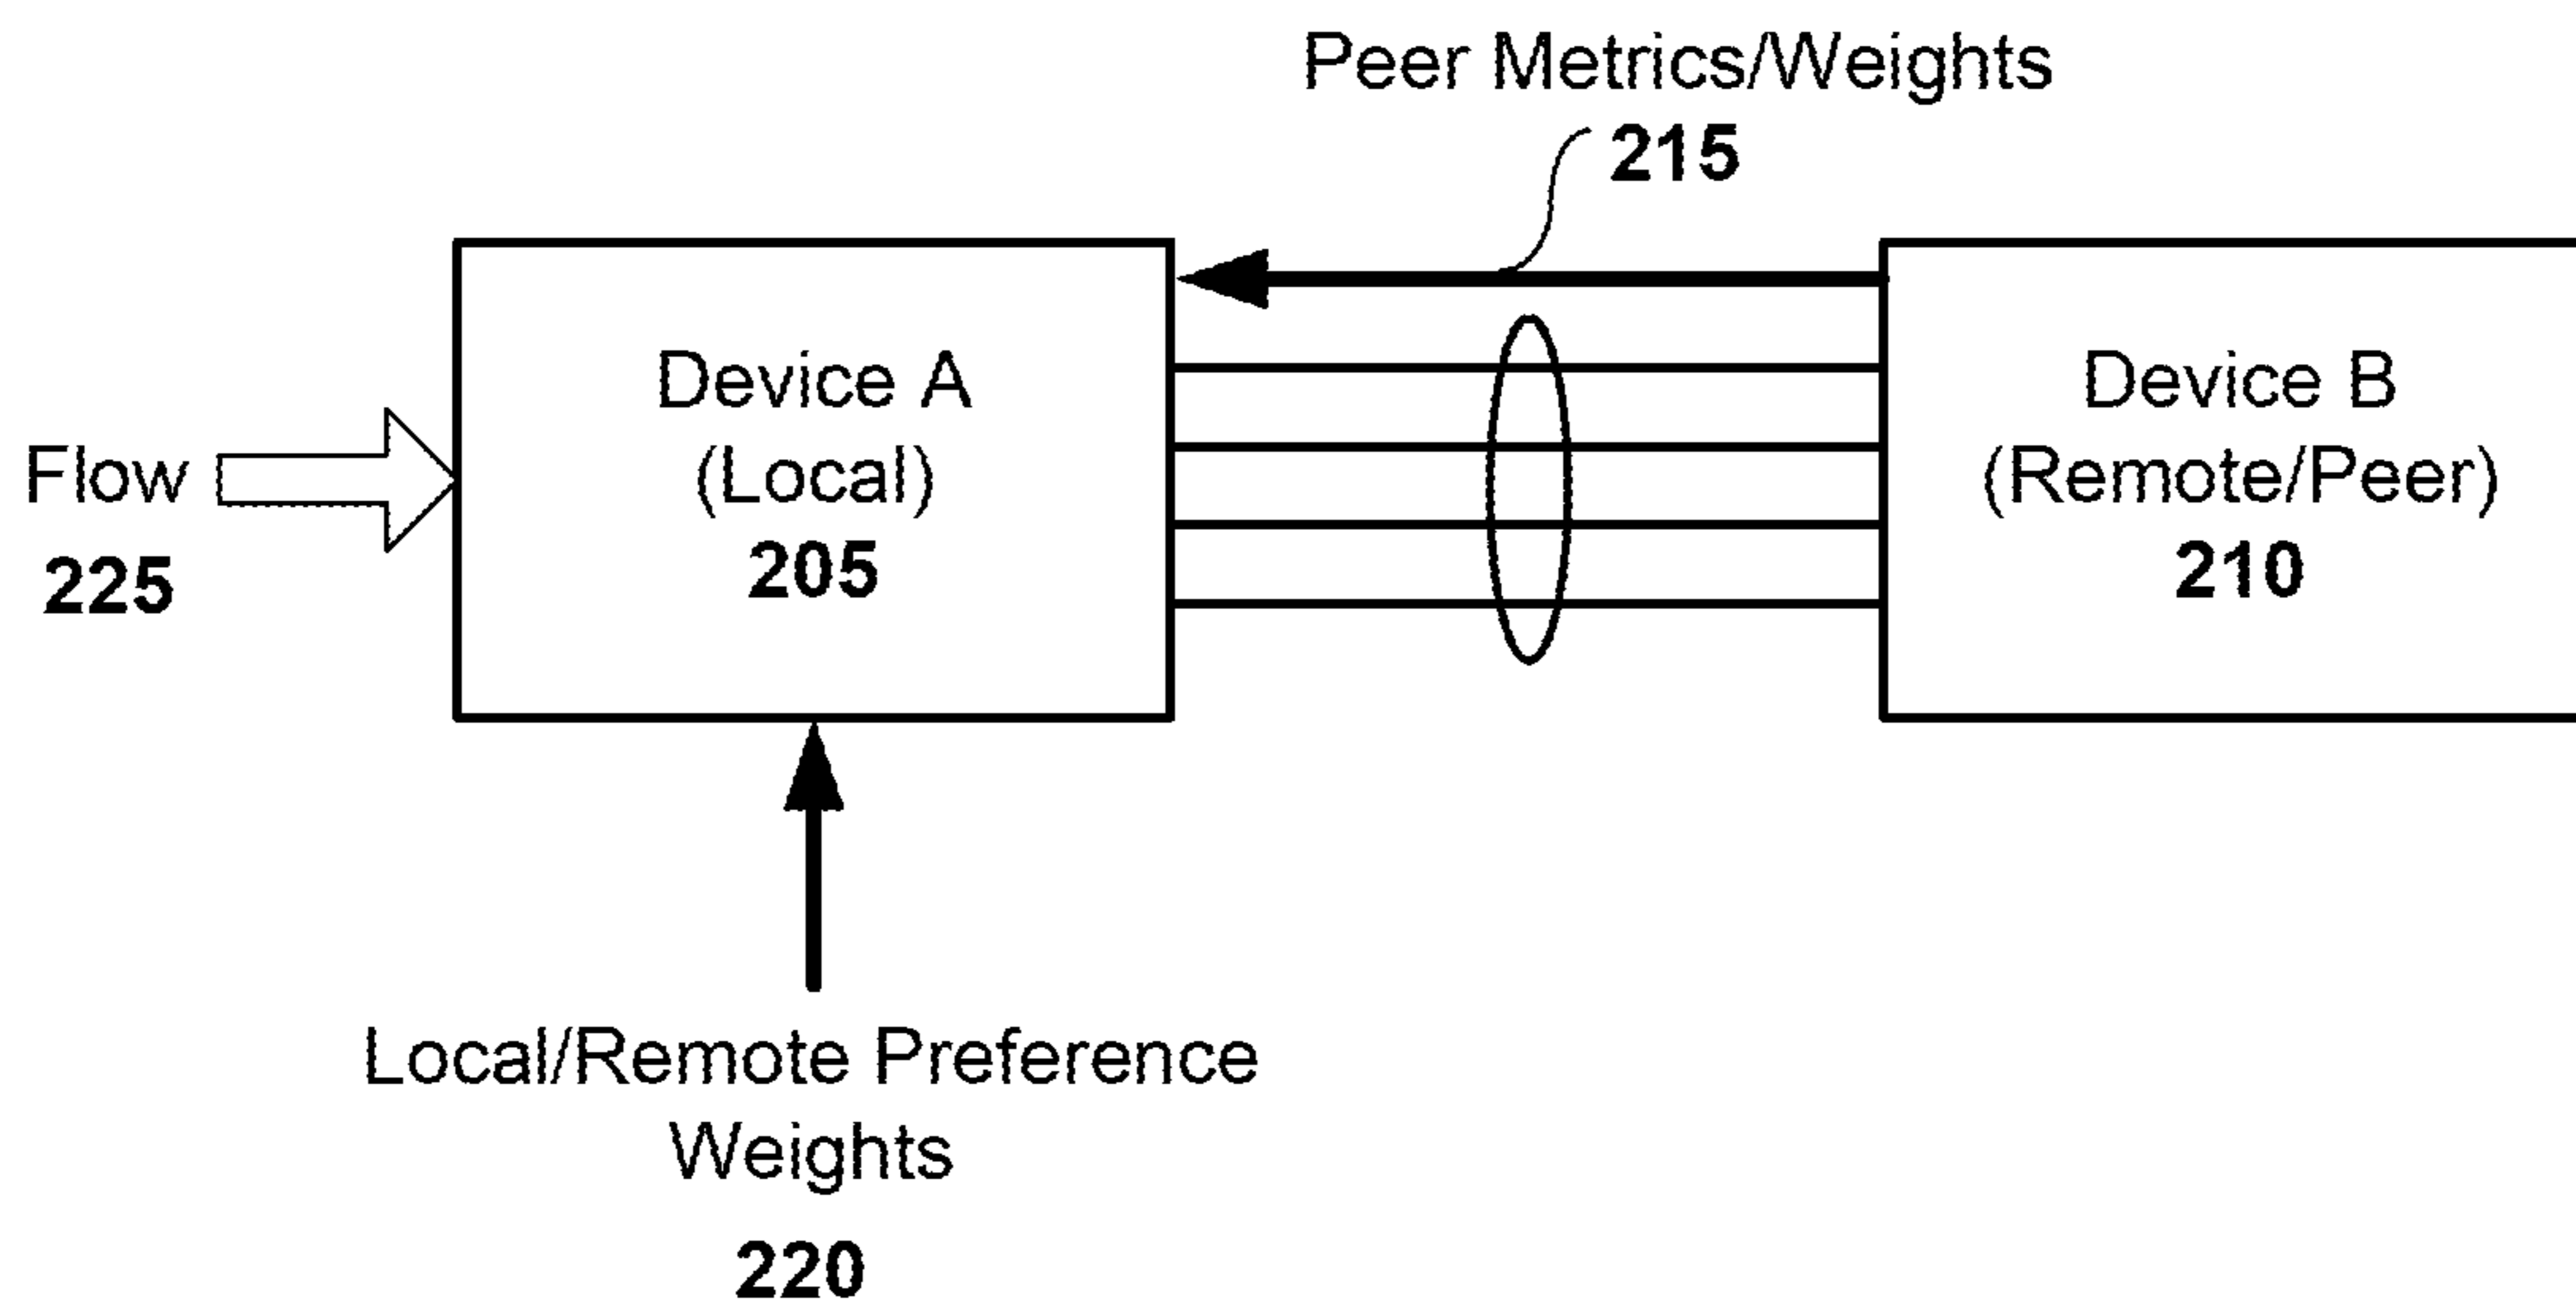 Peer Metrics/Weights
215
Device A
(Local)
205
Device B
(Remote/Peer)
210
Flow
225
Local/Remote Preference
Weights
220